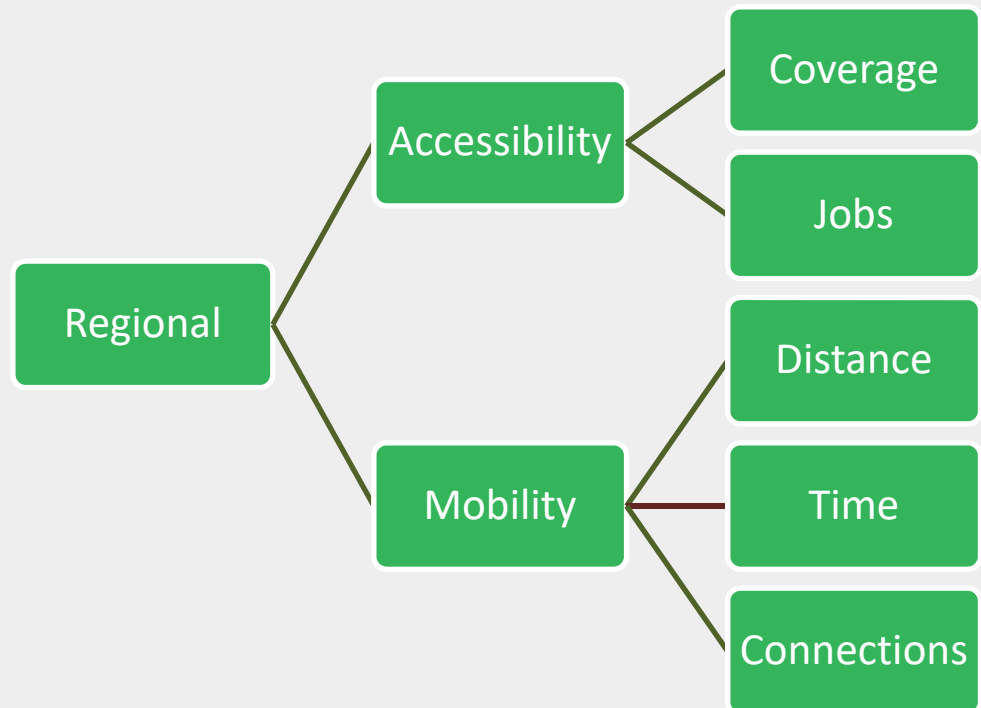 Regional
Accessibility
Coverage
Jobs
Mobility
Distance
Time
Connections